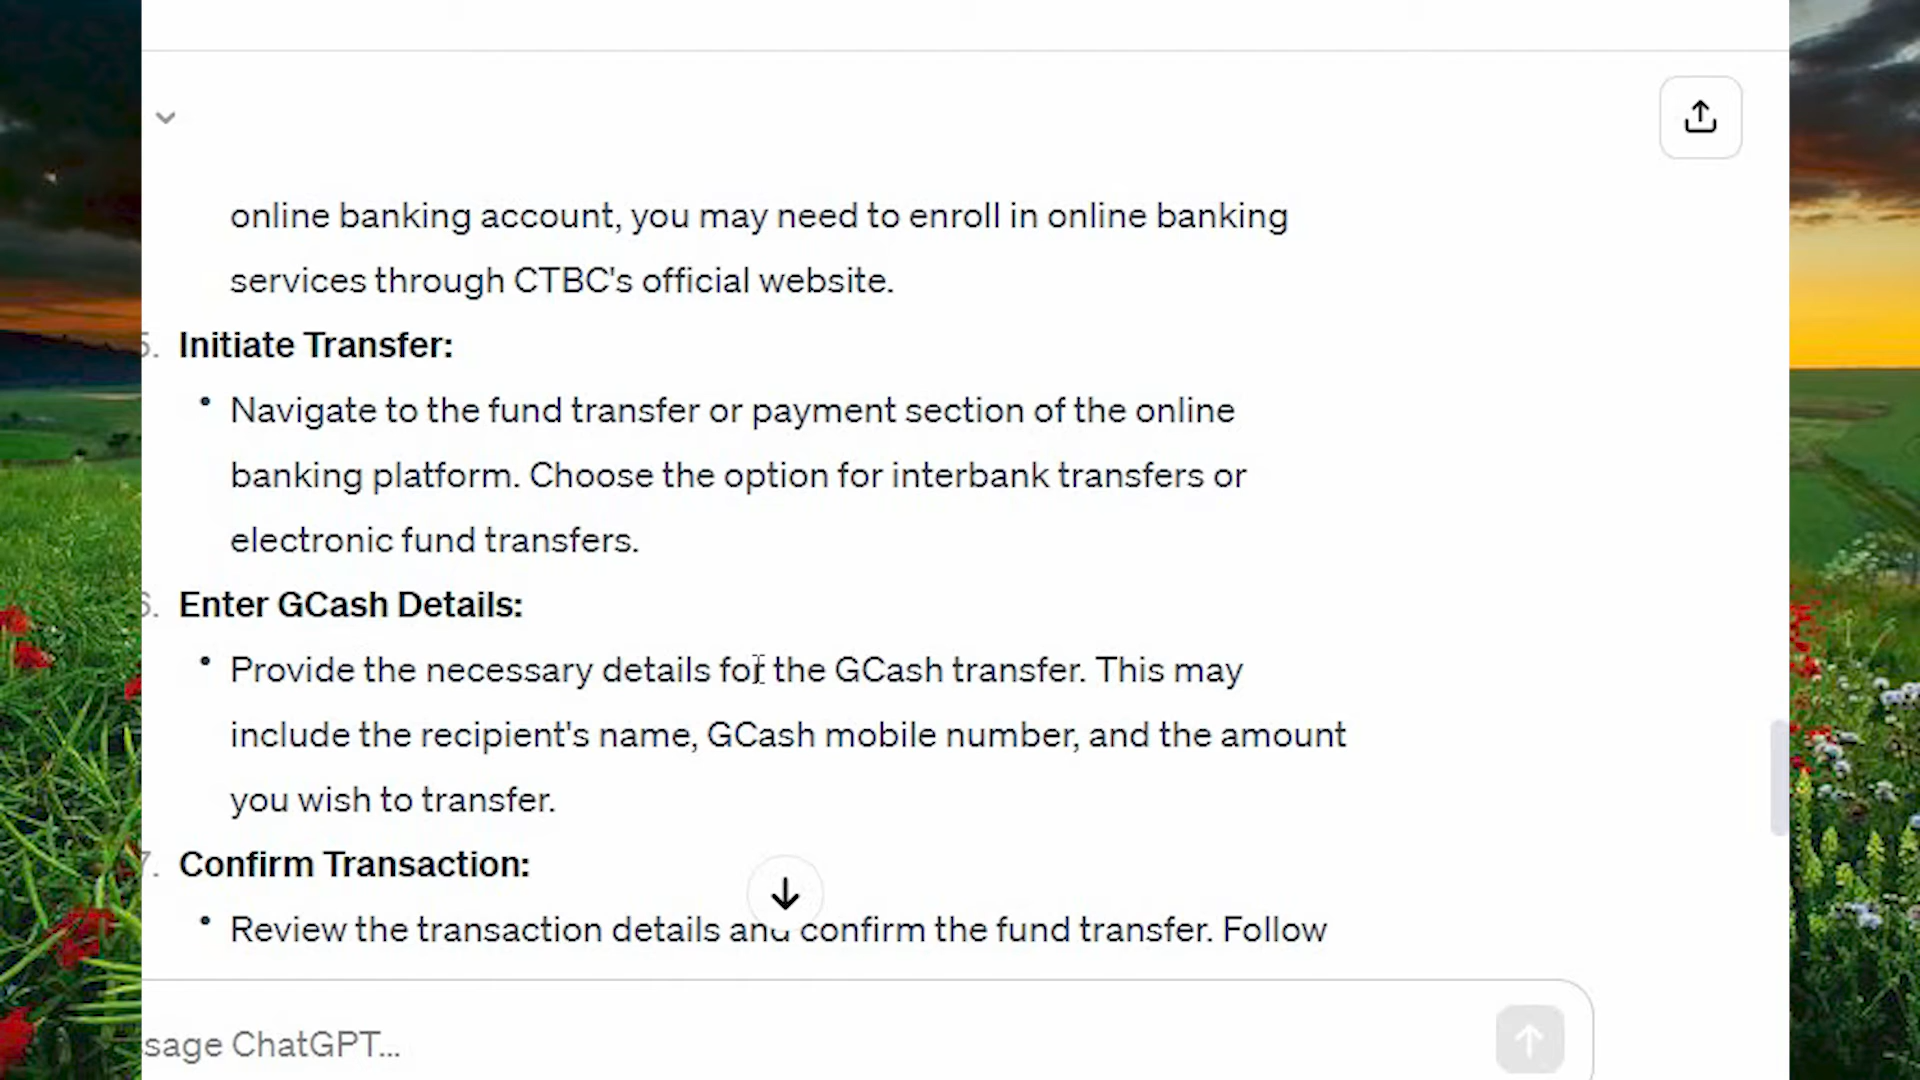 online banking account, you may need to enroll in online banking
services through CTBC's official website.
5. Initiate Transfer:
• Navigate to the fund transfer or payment section of the online
banking platform. Choose the option for interbank transfers or
electronic fund transfers.
6. Enter GCash Details:
• Provide the necessary details for the GCash transfer. This may
include the recipient's name, GCash mobile number, and the amount
you wish to transfer.
7. Confirm Transaction:
• Review the transaction details and confirm the fund transfer. Follow
sage ChatGPT...